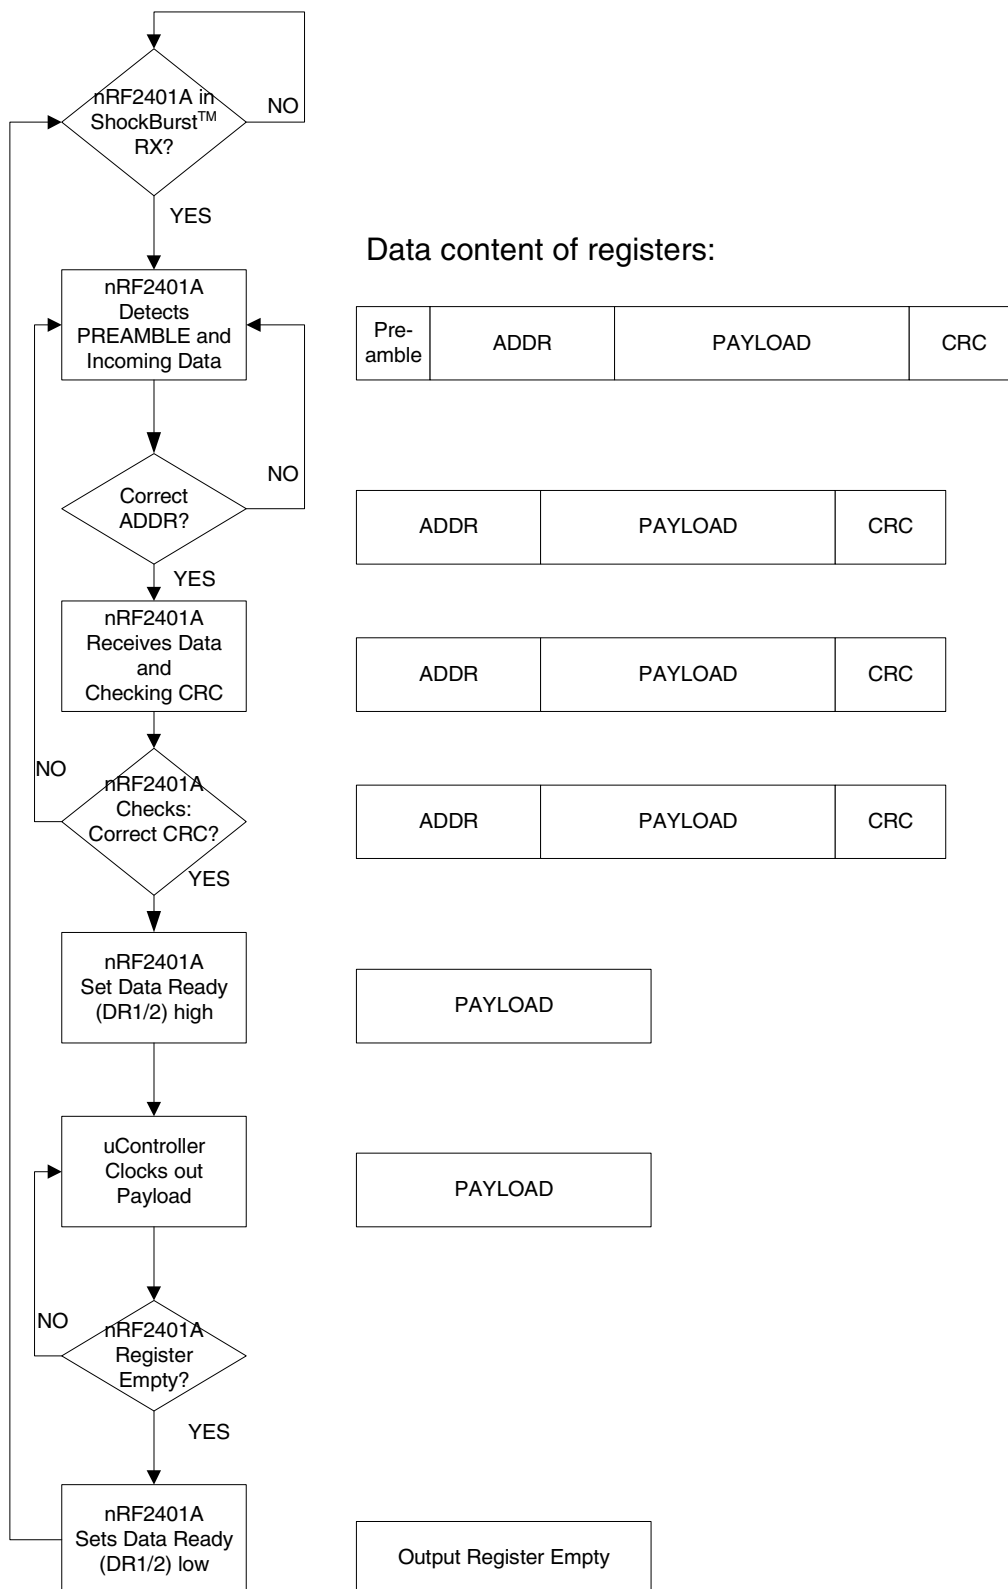 nRF2401A in
ShockBurst™
RX?
NO
YES
Data content of registers:
nRF2401A
Detects
PREAMBLE and
Incoming Data
Pre-
amble
ADDR
PAYLOAD
CRC
NO
Correct
ADDR?
ADDR
PAYLOAD
CRC
YES
nRF2401A
Receives Data
and
Checking CRC
ADDR
PAYLOAD
CRC
NO
nRF2401A
Checks:
Correct CRC?
ADDR
PAYLOAD
CRC
YES
nRF2401A
Set Data Ready
(DR1/2) high
PAYLOAD
uController
Clocks out
Payload
PAYLOAD
NO
nRF2401A
Register
Empty?
YES
nRF2401A
Sets Data Ready
(DR1/2) low
Output Register Empty